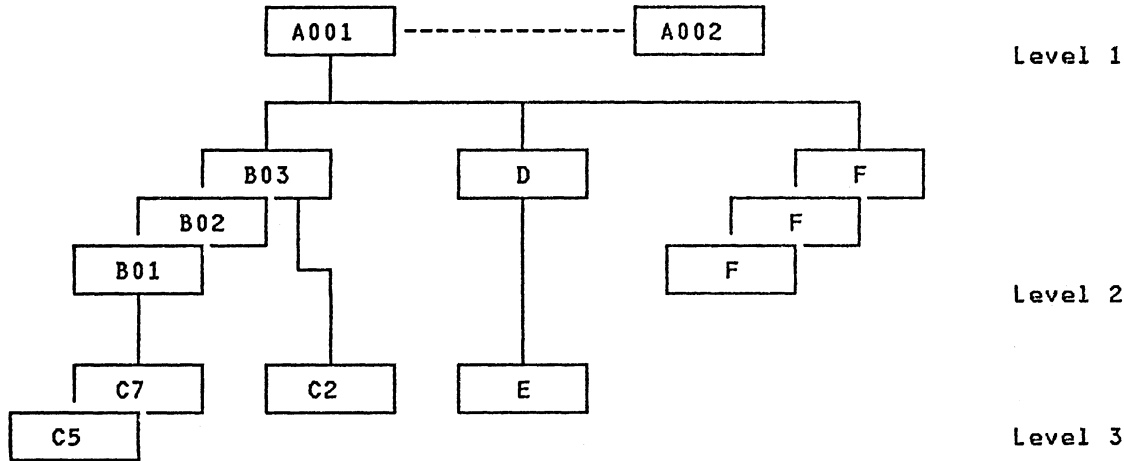 A001 A002
Level 1
B03 D F
B02 F
B01 F
Level 2
C7 C2 E
C5 Level 3